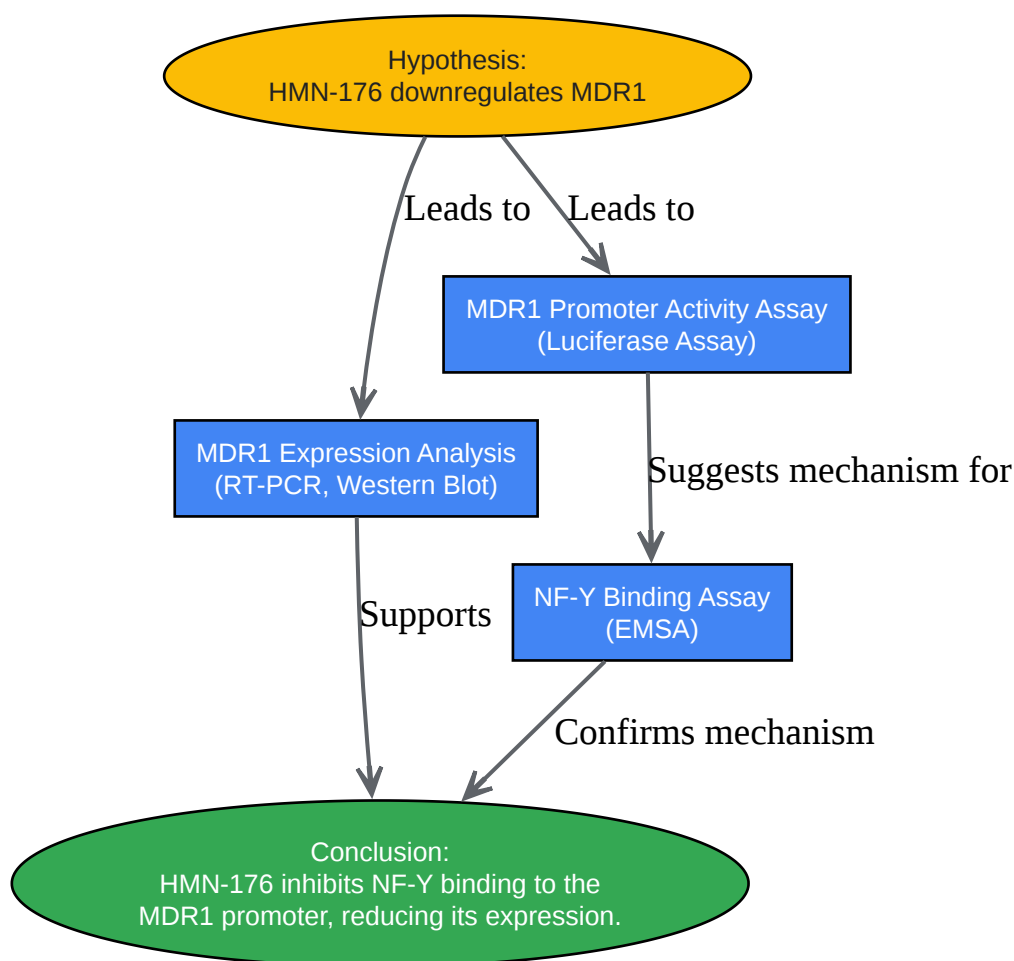 Hypothesis:
HMN-176 downregulates MDR1
Leads to
Leads to
MDR1 Promoter Activity Assay
(Luciferase Assay)
MDR1 Expression Analysis
(RT-PCR, Western Blot)
Suggests mechanism for
NF-Y Binding Assay
(EMSA)
Supports
Confirms mechanism
Conclusion:
HMN-176 inhibits NF-Y binding to the
MDR1 promoter, reducing its expression.